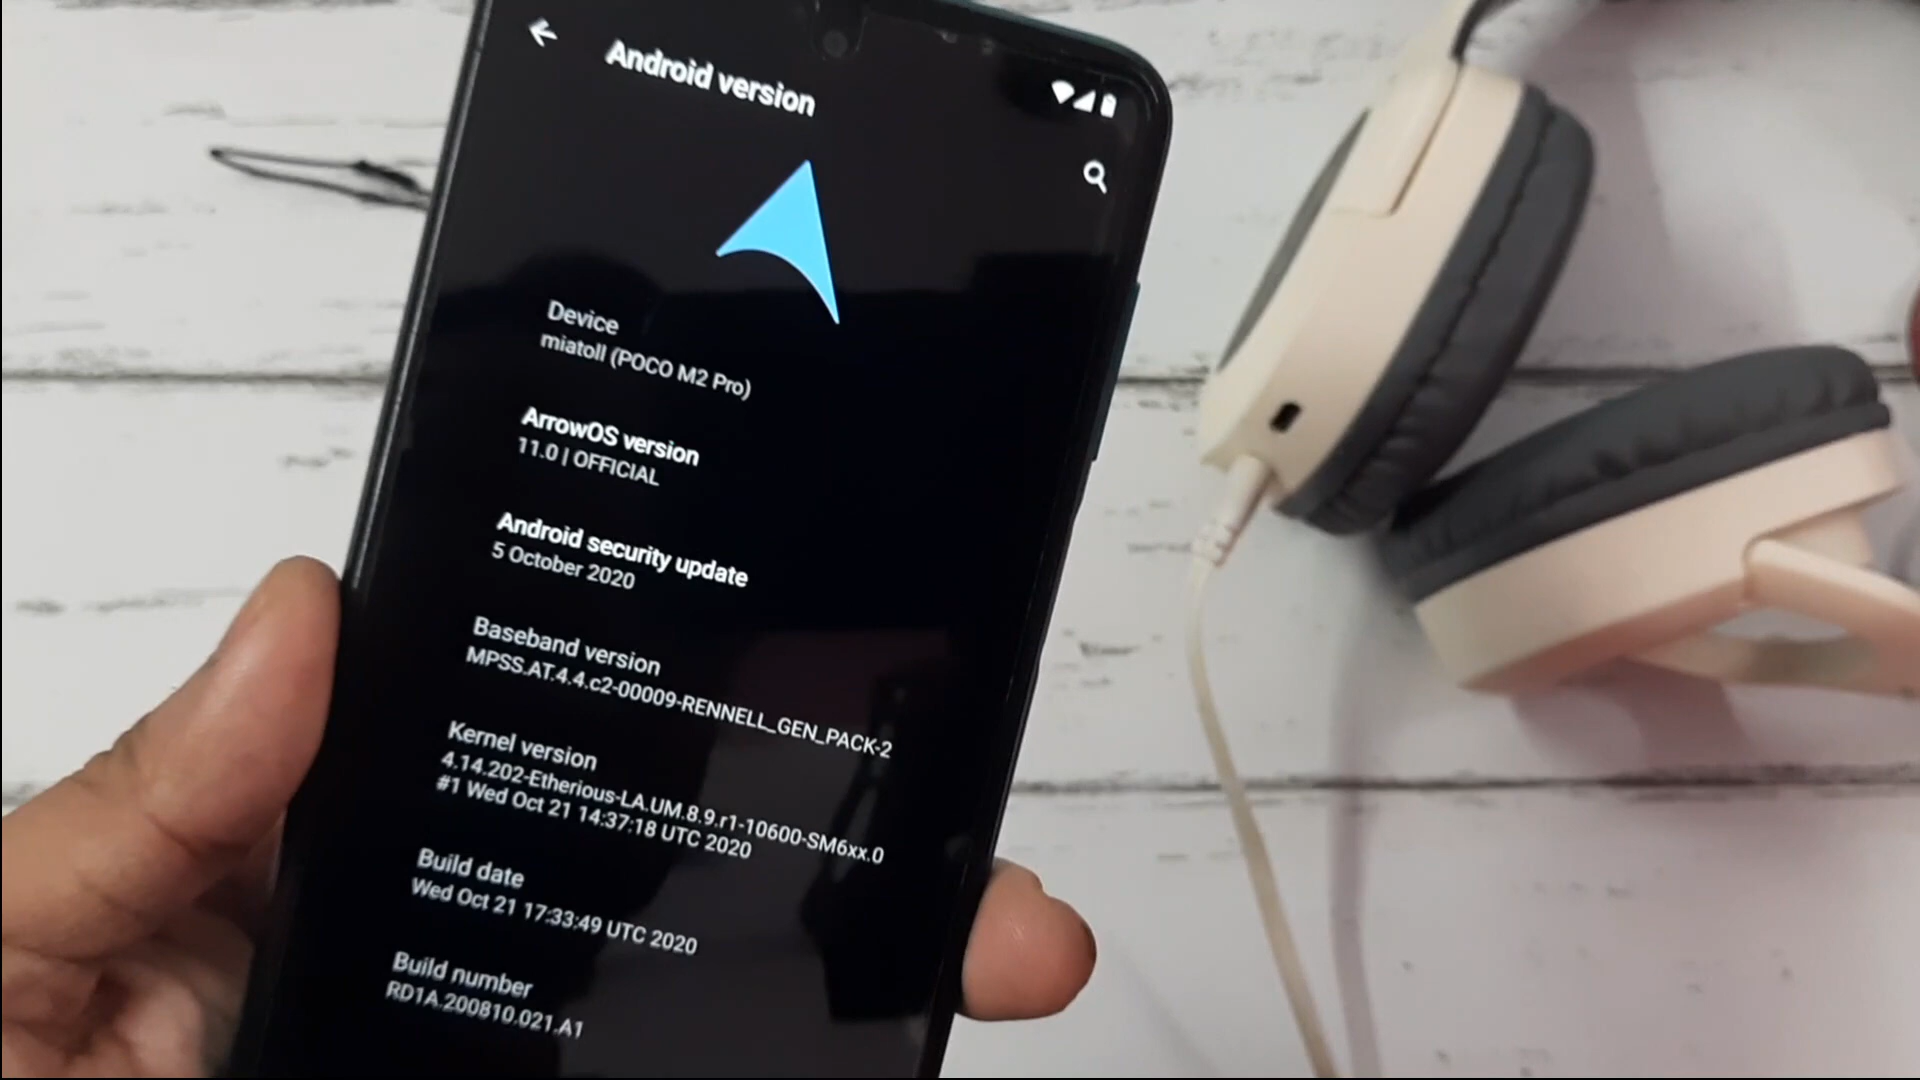 Android version
Device
miatoll (POCO M2 Pro)
ArrowOS version
11.0 | OFFICIAL
Android security update
5 October 2020
Baseband version
MPSS.AT.4.4.c2-00009-RENNELL_GEN_PACK-2
Kernel version
4.14.202-Etherious-LA.UM.8.9.r1-10600-SM6xx.0
#1 Wed Oct 21 14:37:18 UTC 2020
Build date
Wed Oct 21 17:33:49 UTC 2020
Build number
RD1A.200810.021.A1